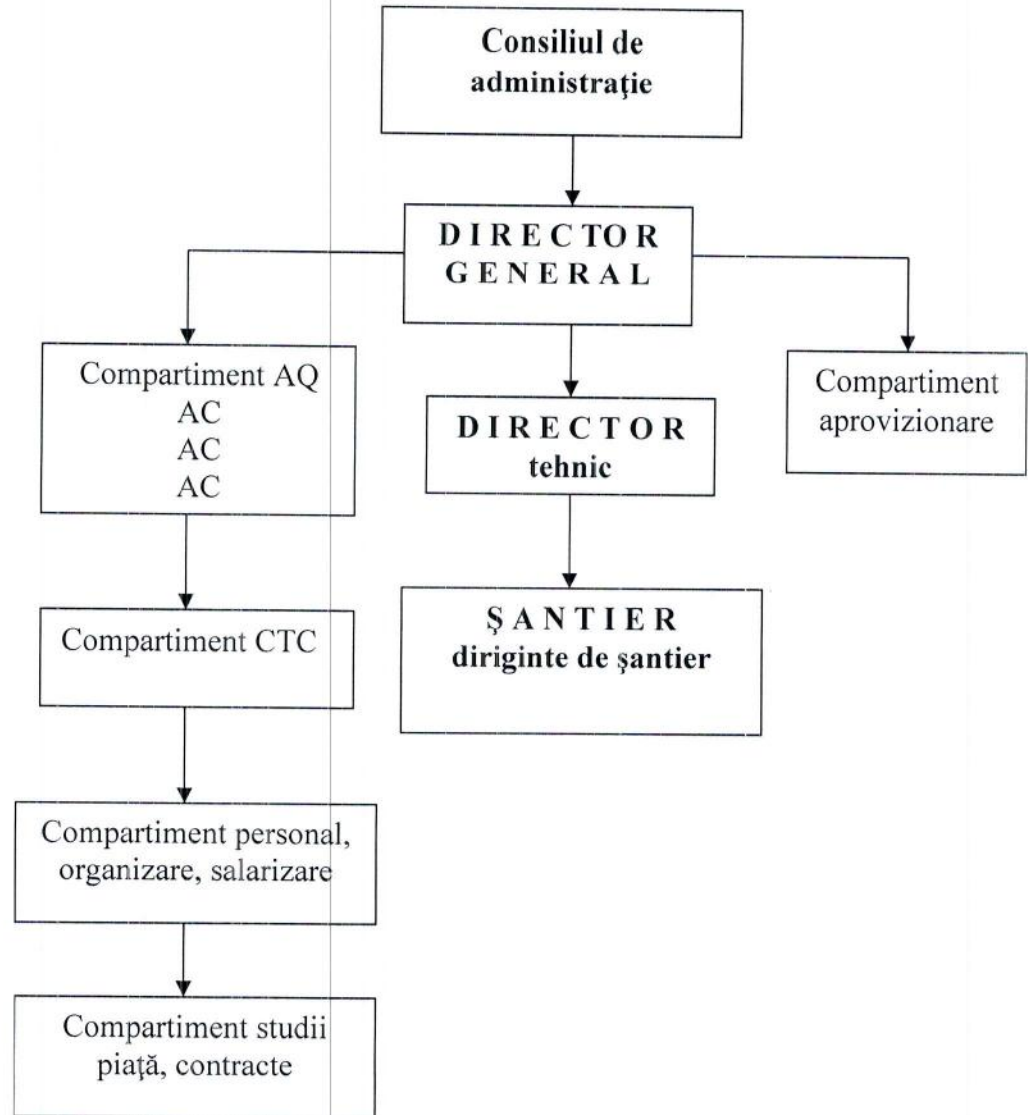 Consiliul de
administraţie
D I R E C T O R
G E N E R A L
Compartiment AQ
AC
AC
AC
D I R E C T O R
tehnic
Compartiment
aprovizionare
Compartiment CTC
Ş A N T I E R
diriginte de şantier
Compartiment personal,
organizare, salarizare
Compartiment studii
piaţă, contracte